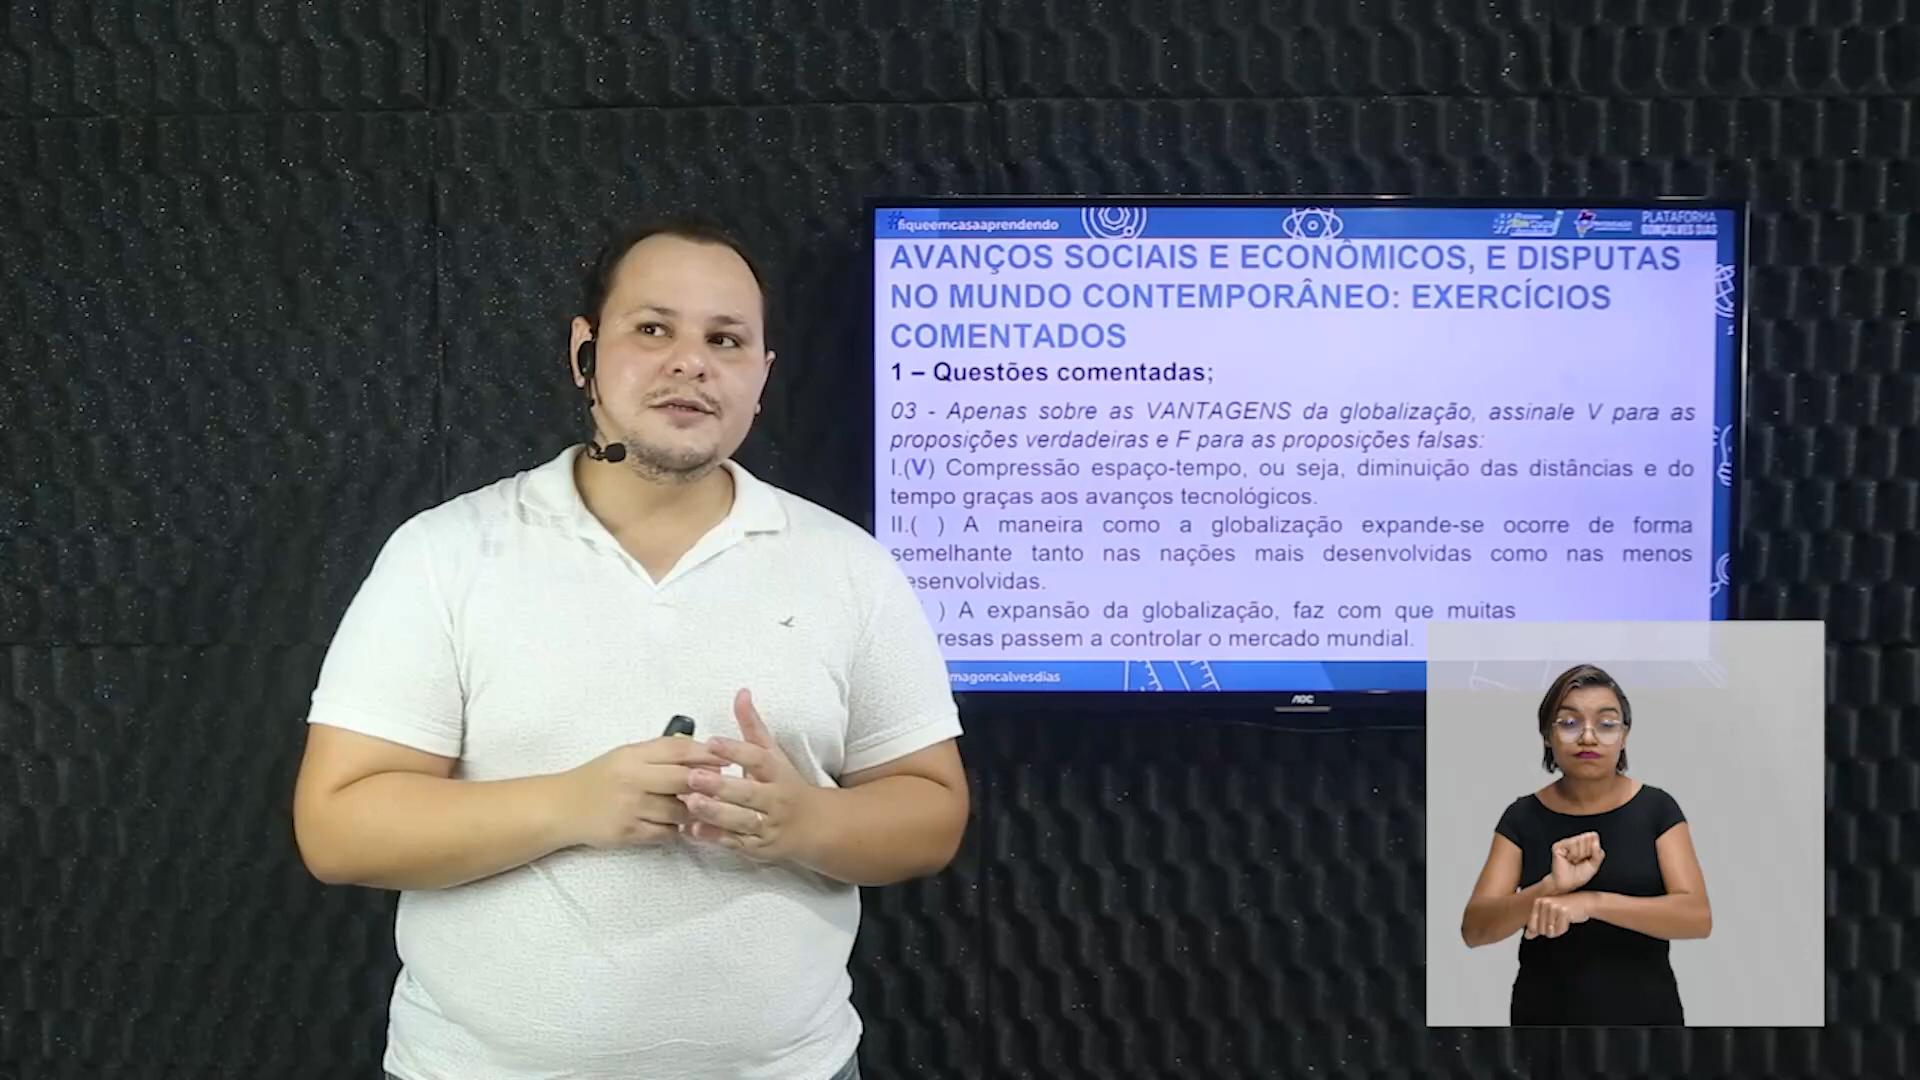 #fiqueemcasaaprendendo
PLATAFORMA
GONÇALVES DIAS
AVANÇOS SOCIAIS E ECONÔMICOS, E DISPUTAS
NO MUNDO CONTEMPORÂNEO: EXERCÍCIOS
COMENTADOS
1 – Questões comentadas;
03 - Apenas sobre as VANTAGENS da globalização, assinale V para as
proposições verdadeiras e F para as proposições falsas:
I.(V) Compressão espaço-tempo, ou seja, diminuição das distâncias e do
tempo graças aos avanços tecnológicos.
II.( ) A maneira como a globalização expande-se ocorre de forma
semelhante tanto nas nações mais desenvolvidas como nas menos
esenvolvidas.
) A expansão da globalização, faz com que muitas
resas passem a controlar o mercado mundial.
magoncalvesdias
AOC